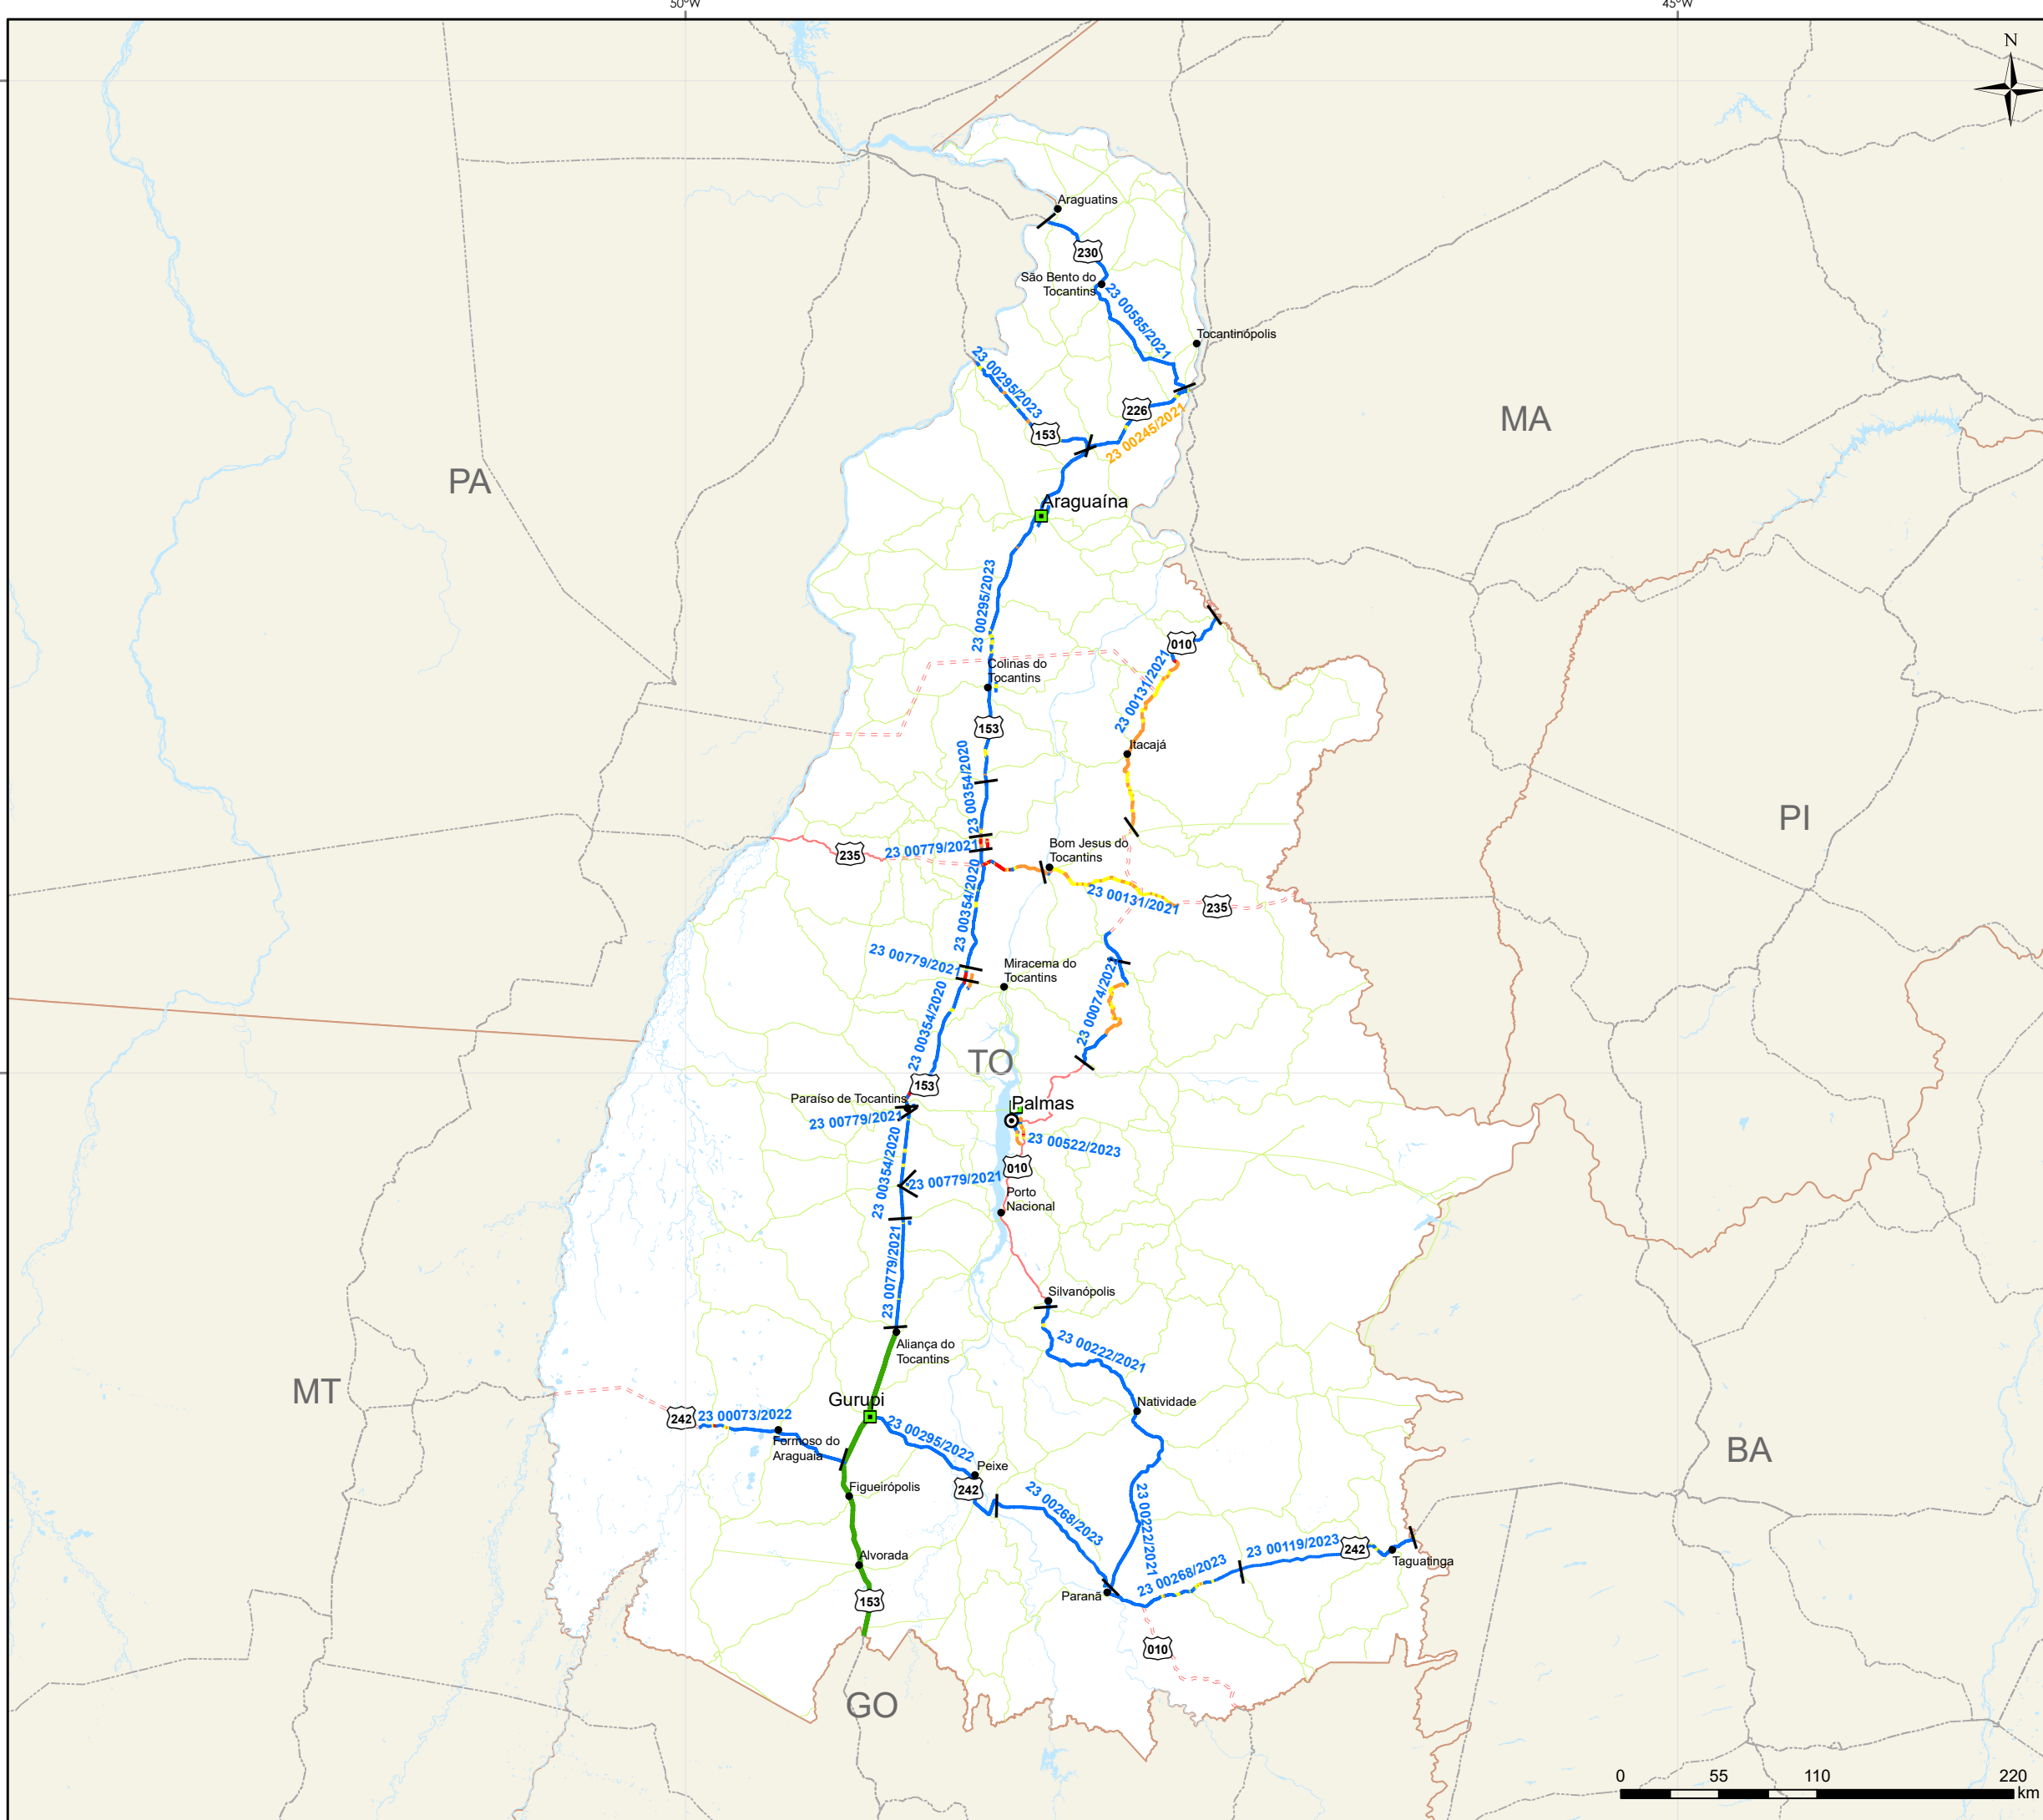 50°W
45°W
N
Araguatins
230
São Bento do
Tocantins
23 00585/2021
Tocantinópolis
23 00295/2023
226
153
23 00245/2021
MA
PA
Araguaína
23 00295/2023
010
23 00131/2021
Colinas do
Tocantins
153
Itacajá
23 00354/2020
PI
235
23 00779/2021
Bom Jesus do
Tocantins
23 00131/2021
235
23 00354/2020
23 00779/2021
Miracema do
Tocantins
23 00074/2022
23 00354/2020
TO
153
Paraíso de Tocantins
Palmas
23 00779/2021
23 00522/2023
23 00354/2020
010
23 00779/2021
Porto
Nacional
23 00779/2021
Silvanópolis
Aliança do
Tocantins
23 00222/2021
MT
Gurupi
Natividade
242
23 00073/2022
Formoso do
Araguaia
23 00295/2022
BA
Peixe
242
Figueirópolis
23 00268/2023
23 00222/2021
Alvorada
23 00119/2023
242
Taguatinga
23 00268/2023
Paranã
153
010
GO
0 55 110 220
km